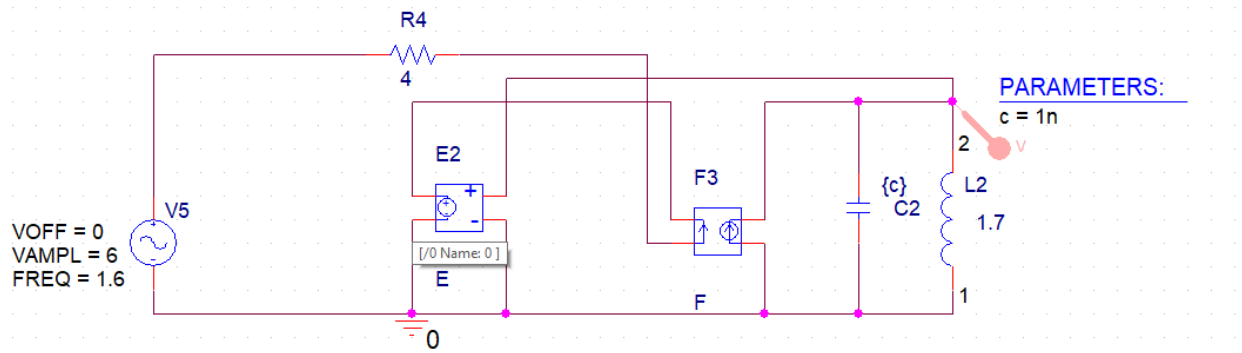 R4
4
PARAMETERS:
c = 1n
V
2
E2
+
-
F3
{c}
C2
L2
1.7
V5
+
-
VOFF = 0
VAMPL = 6
FREQ = 1.6
[/0 Name: 0 ]
E
F
1
0